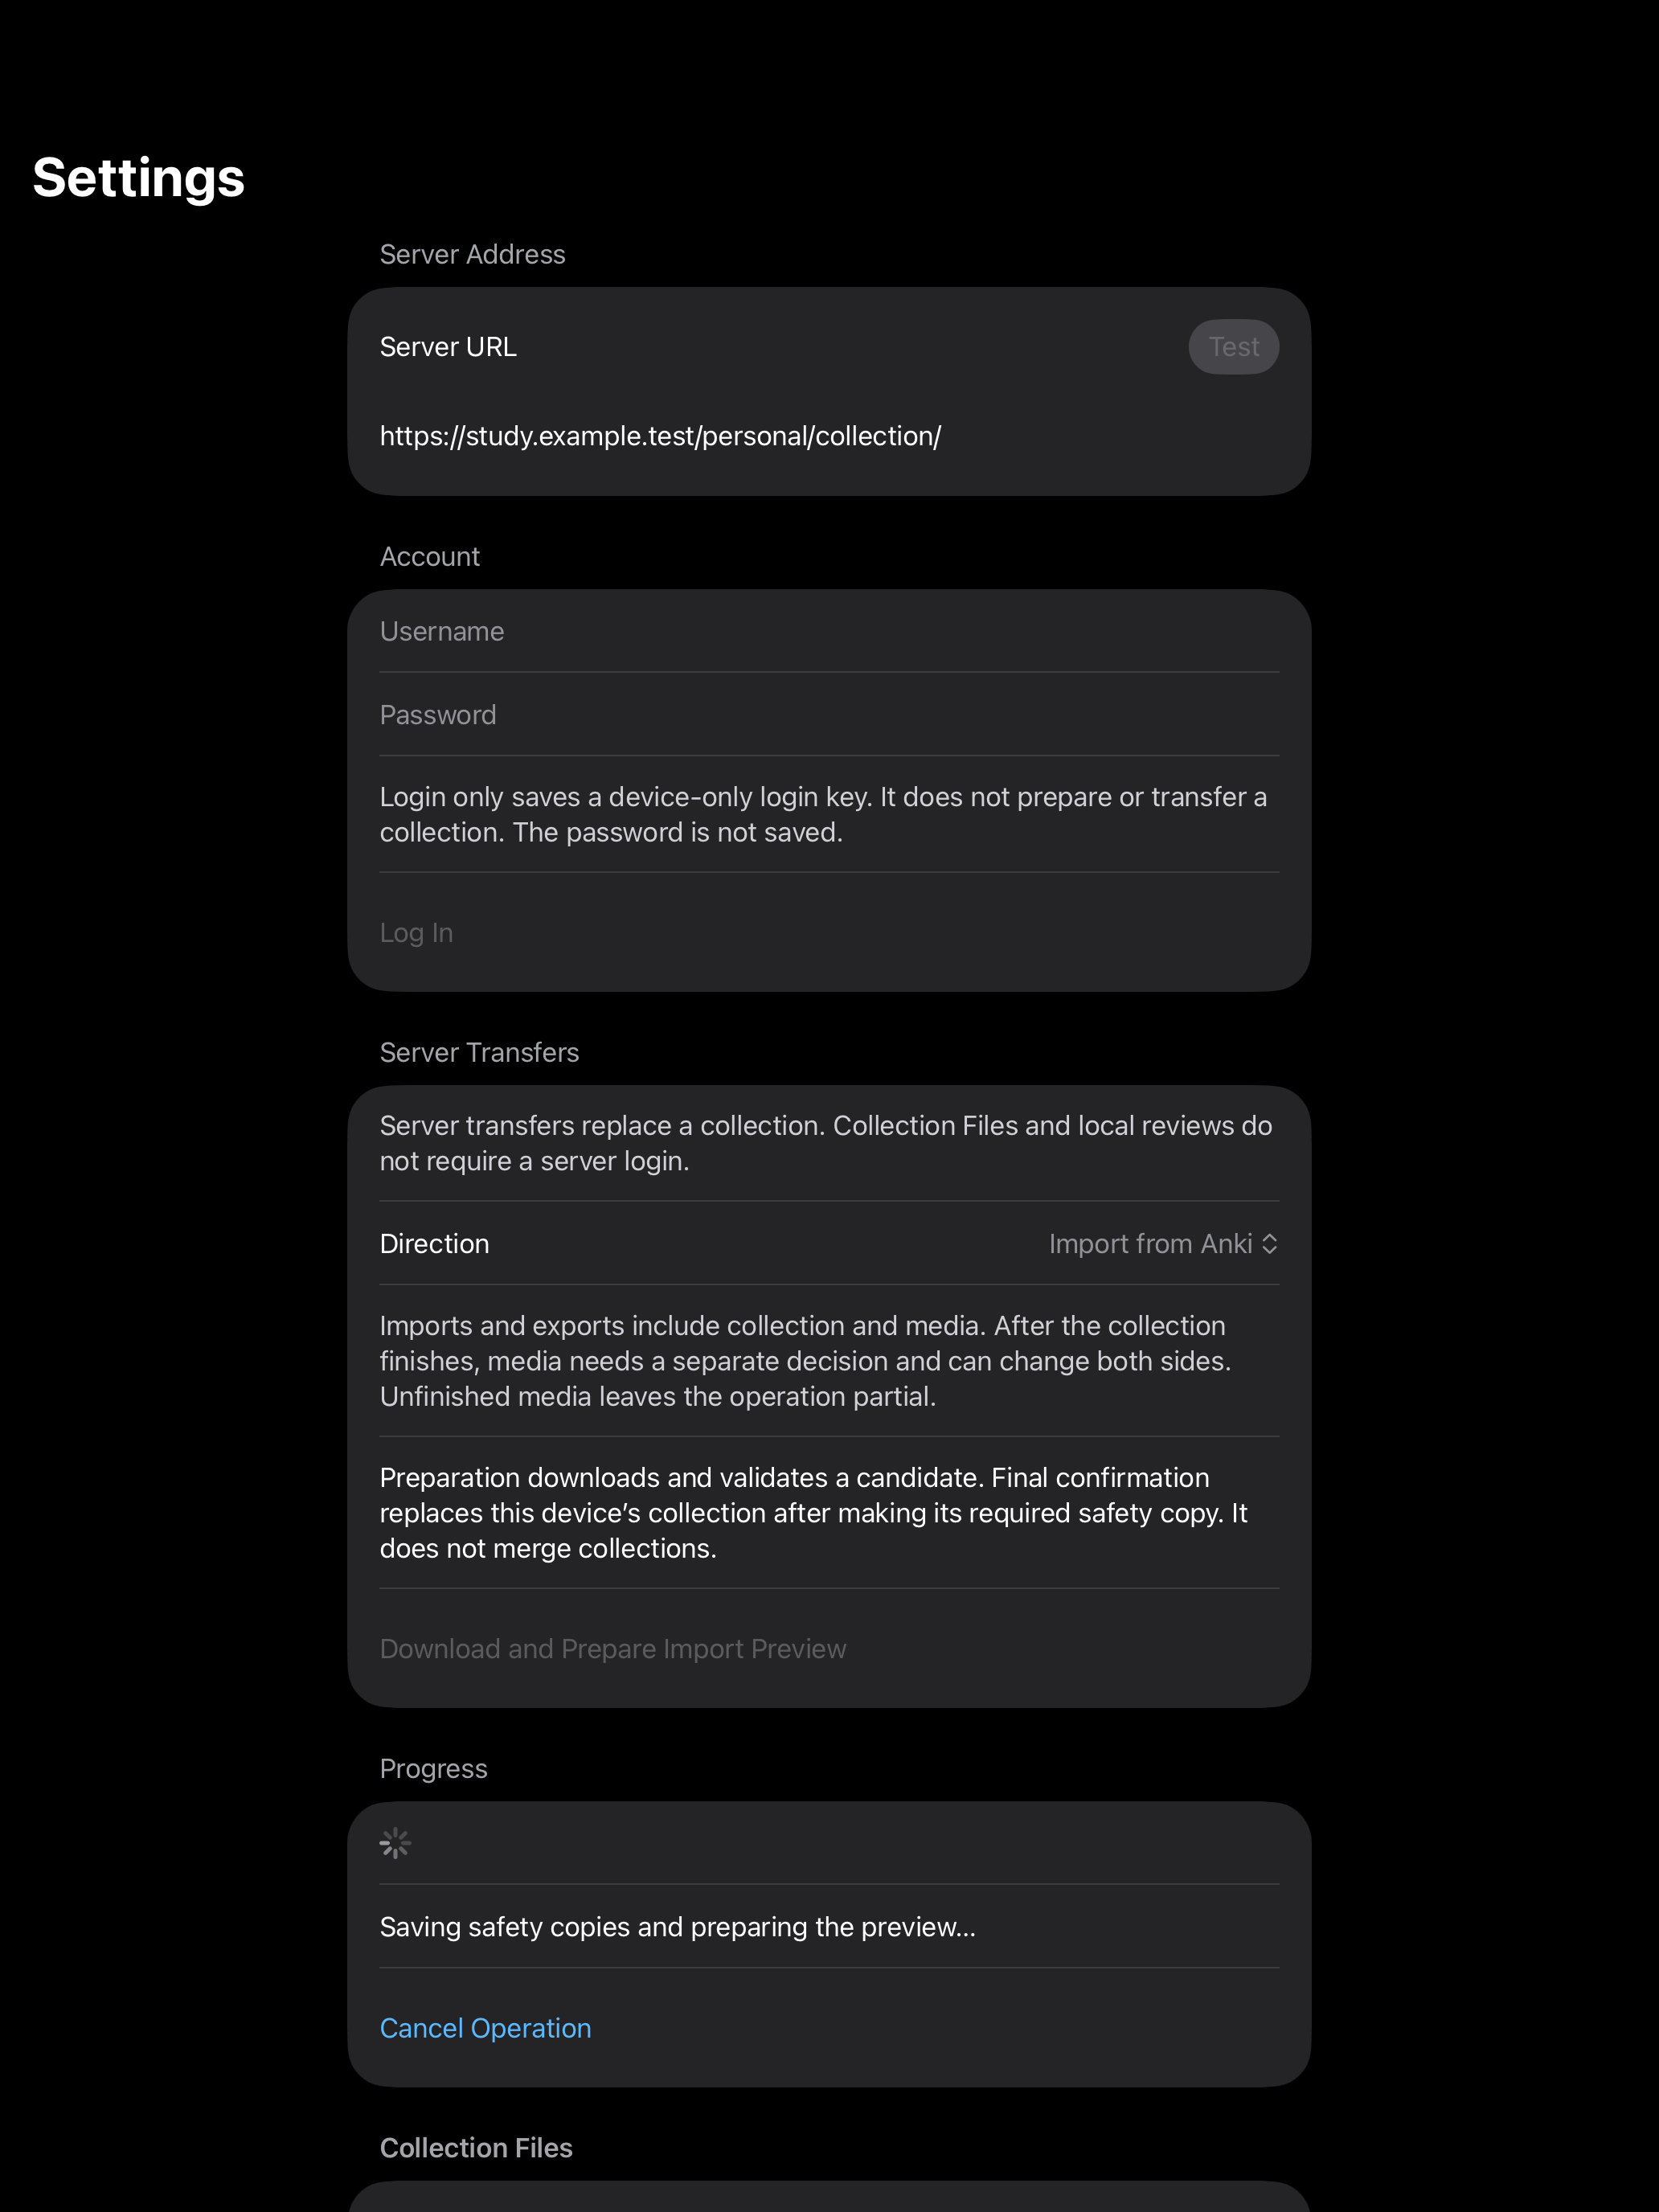 Settings
Server Address
Server URL
Test
https://study.example.test/personal/collection/
Account
Username
Password
Login only saves a device-only login key. It does not prepare or transfer a
collection. The password is not saved.
Log In
Server Transfers
Server transfers replace a collection. Collection Files and local reviews do
not require a server login.
Direction
Import from Anki
Imports and exports include collection and media. After the collection
finishes, media needs a separate decision and can change both sides.
Unfinished media leaves the operation partial.
Preparation downloads and validates a candidate. Final confirmation
replaces this device’s collection after making its required safety copy. It
does not merge collections.
Download and Prepare Import Preview
Progress
Saving safety copies and preparing the preview…
Cancel Operation
Collection Files